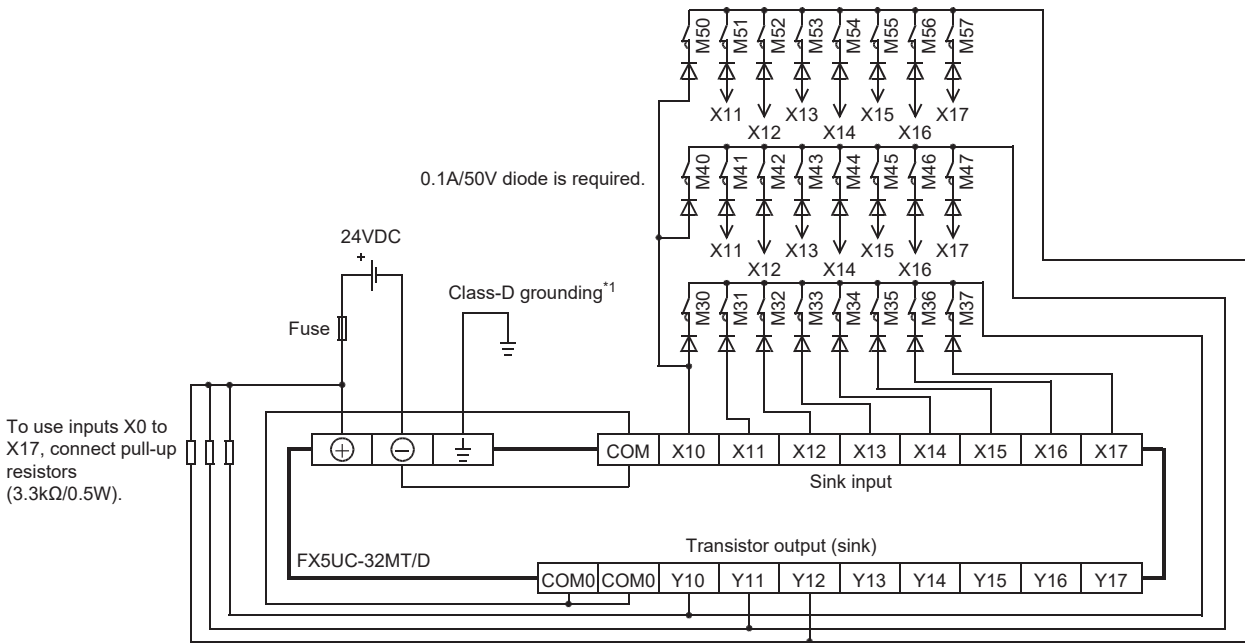 M50 M51 M52 M53 M54 M55 M56 M57
X11 X13 X15 X17
X12 X14 X16
M40 M41 M42 M43 M44 M45 M46 M47
0.1A/50V diode is required.
X11 X13 X15 X17
X12 X14 X16
24VDC
+
Class-D grounding*1
M30 M31 M32 M33 M34 M35 M36 M37
Fuse
To use inputs X0 to
X17, connect pull-up
resistors
(3.3kΩ/0.5W).
+ − COM X10 X11 X12 X13 X14 X15 X16 X17
Sink input
FX5UC-32MT/D
Transistor output (sink)
COM0 COM0 Y10 Y11 Y12 Y13 Y14 Y15 Y16 Y17